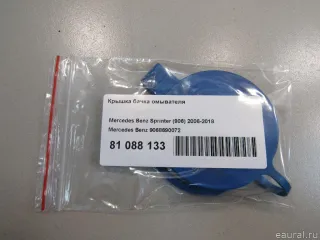 Крышка бачка омывателя
Mercedes Benz Sprinter (906) 2006-2018
Mercedes Benz 9068690072
81 088 133
© eaural.ru